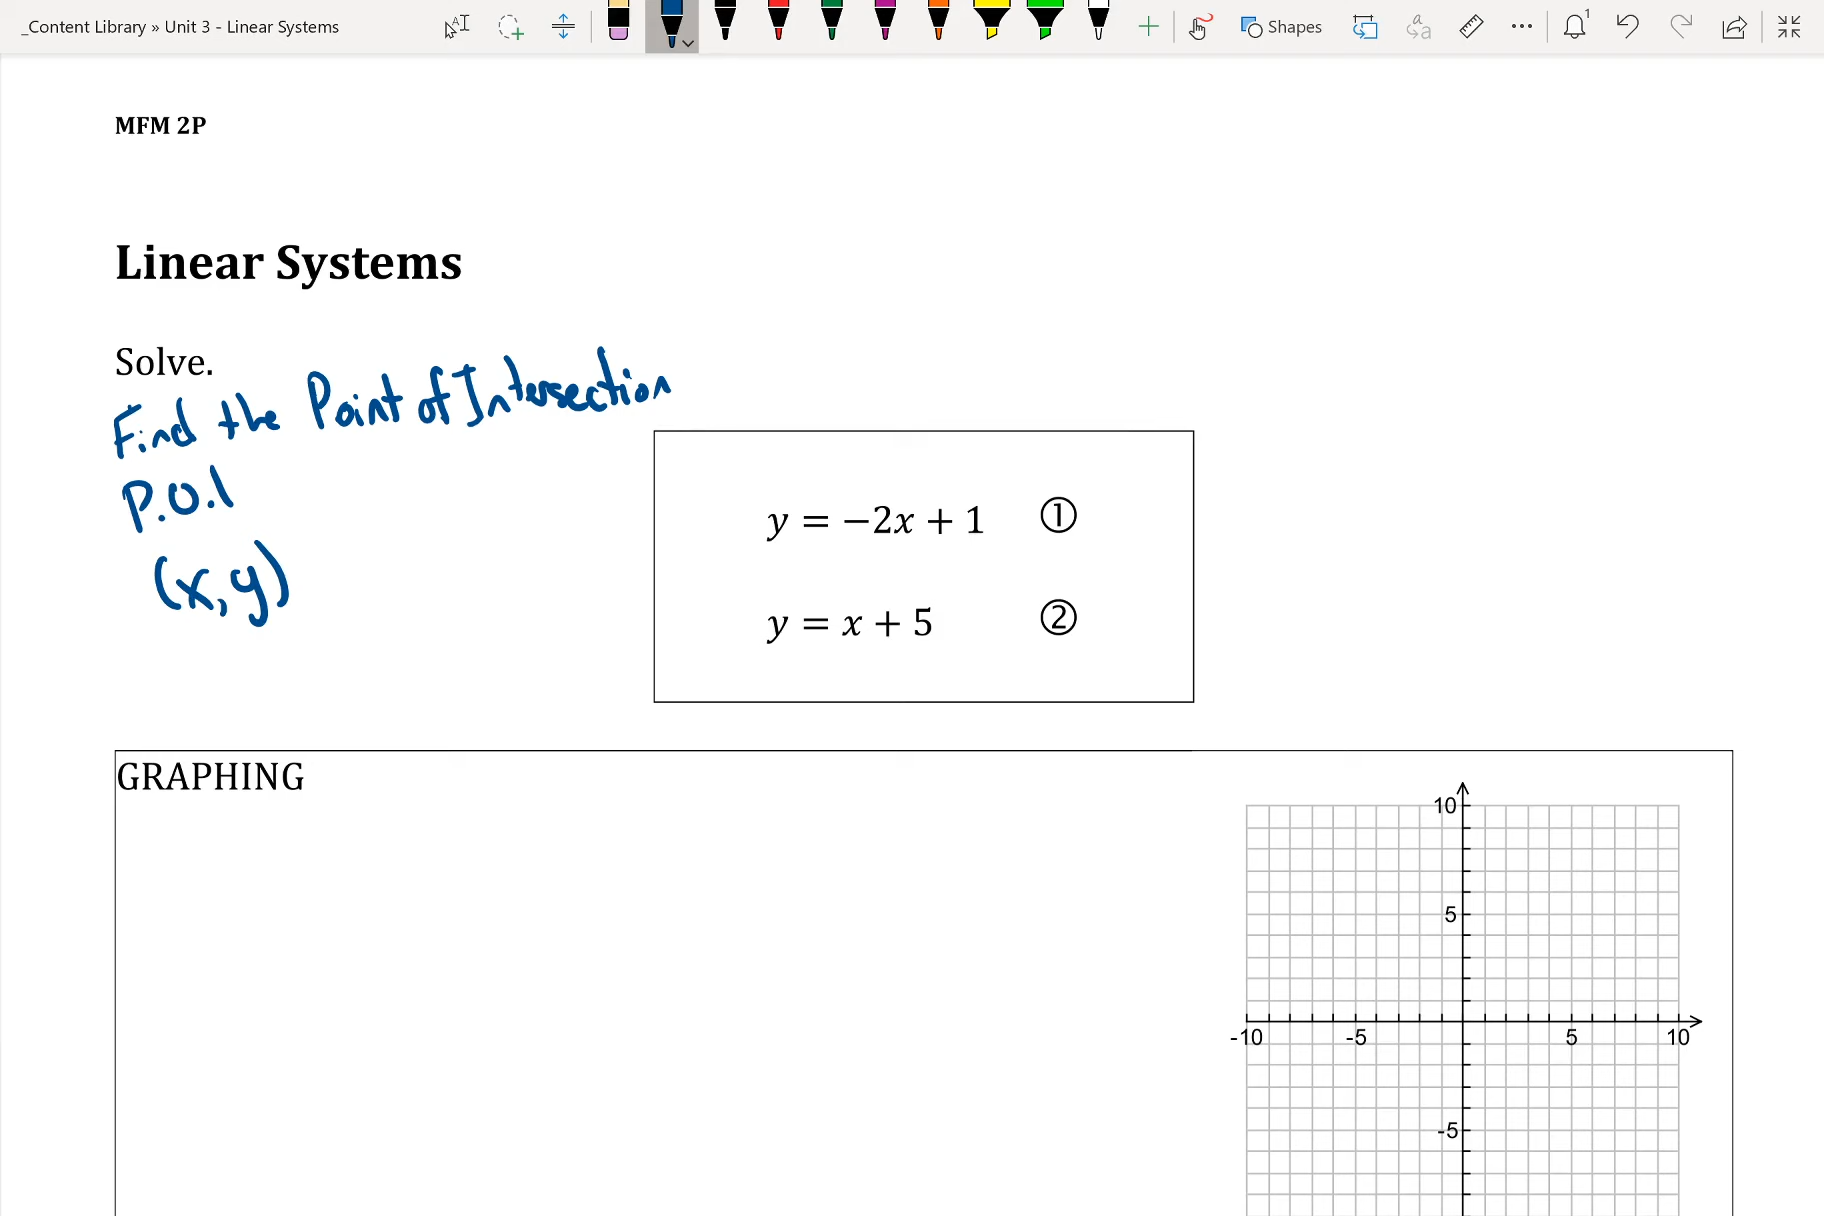 _Content Library » Unit 3 - Linear Systems
Shapes
1
MFM 2P
Linear Systems
Solve.
Find the Point of Intersection
P.O.I
(x,y)
y = −2x + 1 ①
y = x + 5 ②
GRAPHING
10
5
-10 -5 5 10
-5